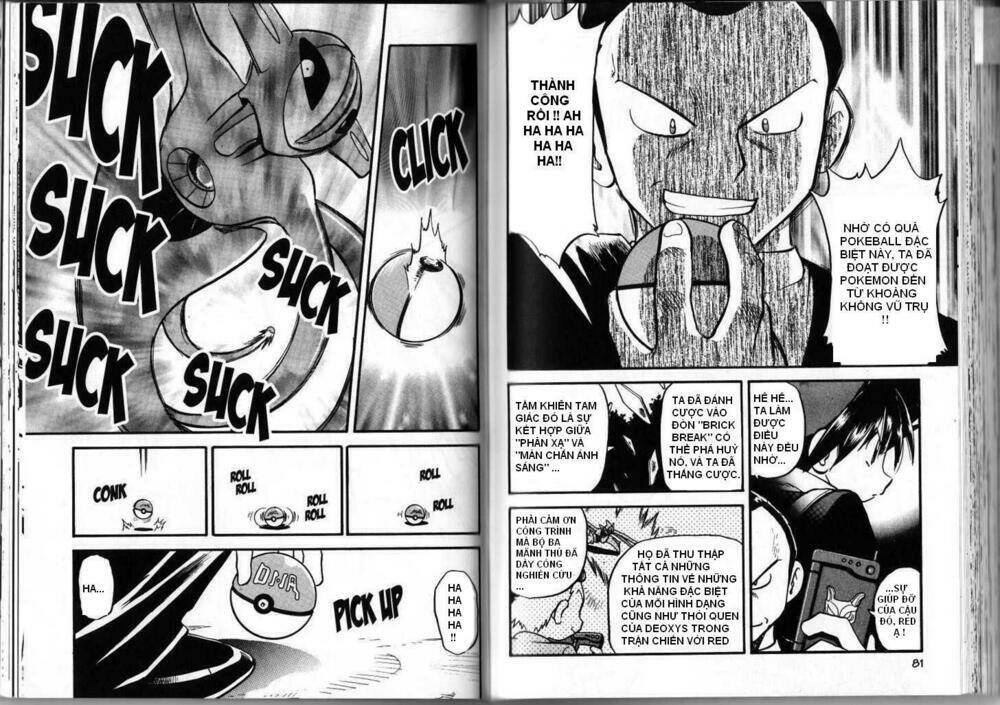 SUCK
SUCK
SUCK
SUCK
SUCK
CLICK
CONK
ROLL
ROLL
ROLL
ROLL
ROLL
ROLL
HA...
PICK UP
HA
HA
HA
HA
!!
THÀNH
CÔNG
RỒI !! AH
HA HA HA
HA HA
HA!!
NHỜ CÓ QUẢ
POKEBALL ĐẶC
BIỆT NÀY, TA ĐÃ
ĐOẠT ĐƯỢC
POKEMON ĐẾN
TỪ KHOẢNG
KHÔNG VŨ TRỤ
!!
TẤM KHIÊN TAM
GIÁC ĐÓ LÀ SỰ
KẾT HỢP GIỮA
"PHẢN XẠ" VÀ
"MÀN CHẮN ÁNH
SÁNG" ...
TA ĐÃ ĐÁNH
CƯỢC VÀO
ĐÒN "BRICK
BREAK" CÓ
THỂ PHÁ HUỶ
NÓ, VÀ TA ĐÃ
THẮNG CƯỢC.
HÊ HÊ...
TA LÀM
ĐƯỢC
ĐIỀU
NÀY ĐỀU
NHỜ...
PHẢI CẢM ƠN
CÔNG TRÌNH
MÀ BỘ BA
MÃNH THÚ ĐÃ
DÀY CÔNG
NGHIÊN CỨU
...
HỌ ĐÃ THU THẬP
TẤT CẢ NHỮNG
THÔNG TIN VỀ NHỮNG
KHẢ NĂNG ĐẶC BIỆT
CỦA MỖI HÌNH DẠNG
CŨNG NHƯ THÓI QUEN
CỦA DEOXYS TRONG
TRẬN CHIẾN VỚI RED
...SỰ
GIÚP ĐỠ
CỦA CẬU
ĐÓ, RED
Ạ !
81